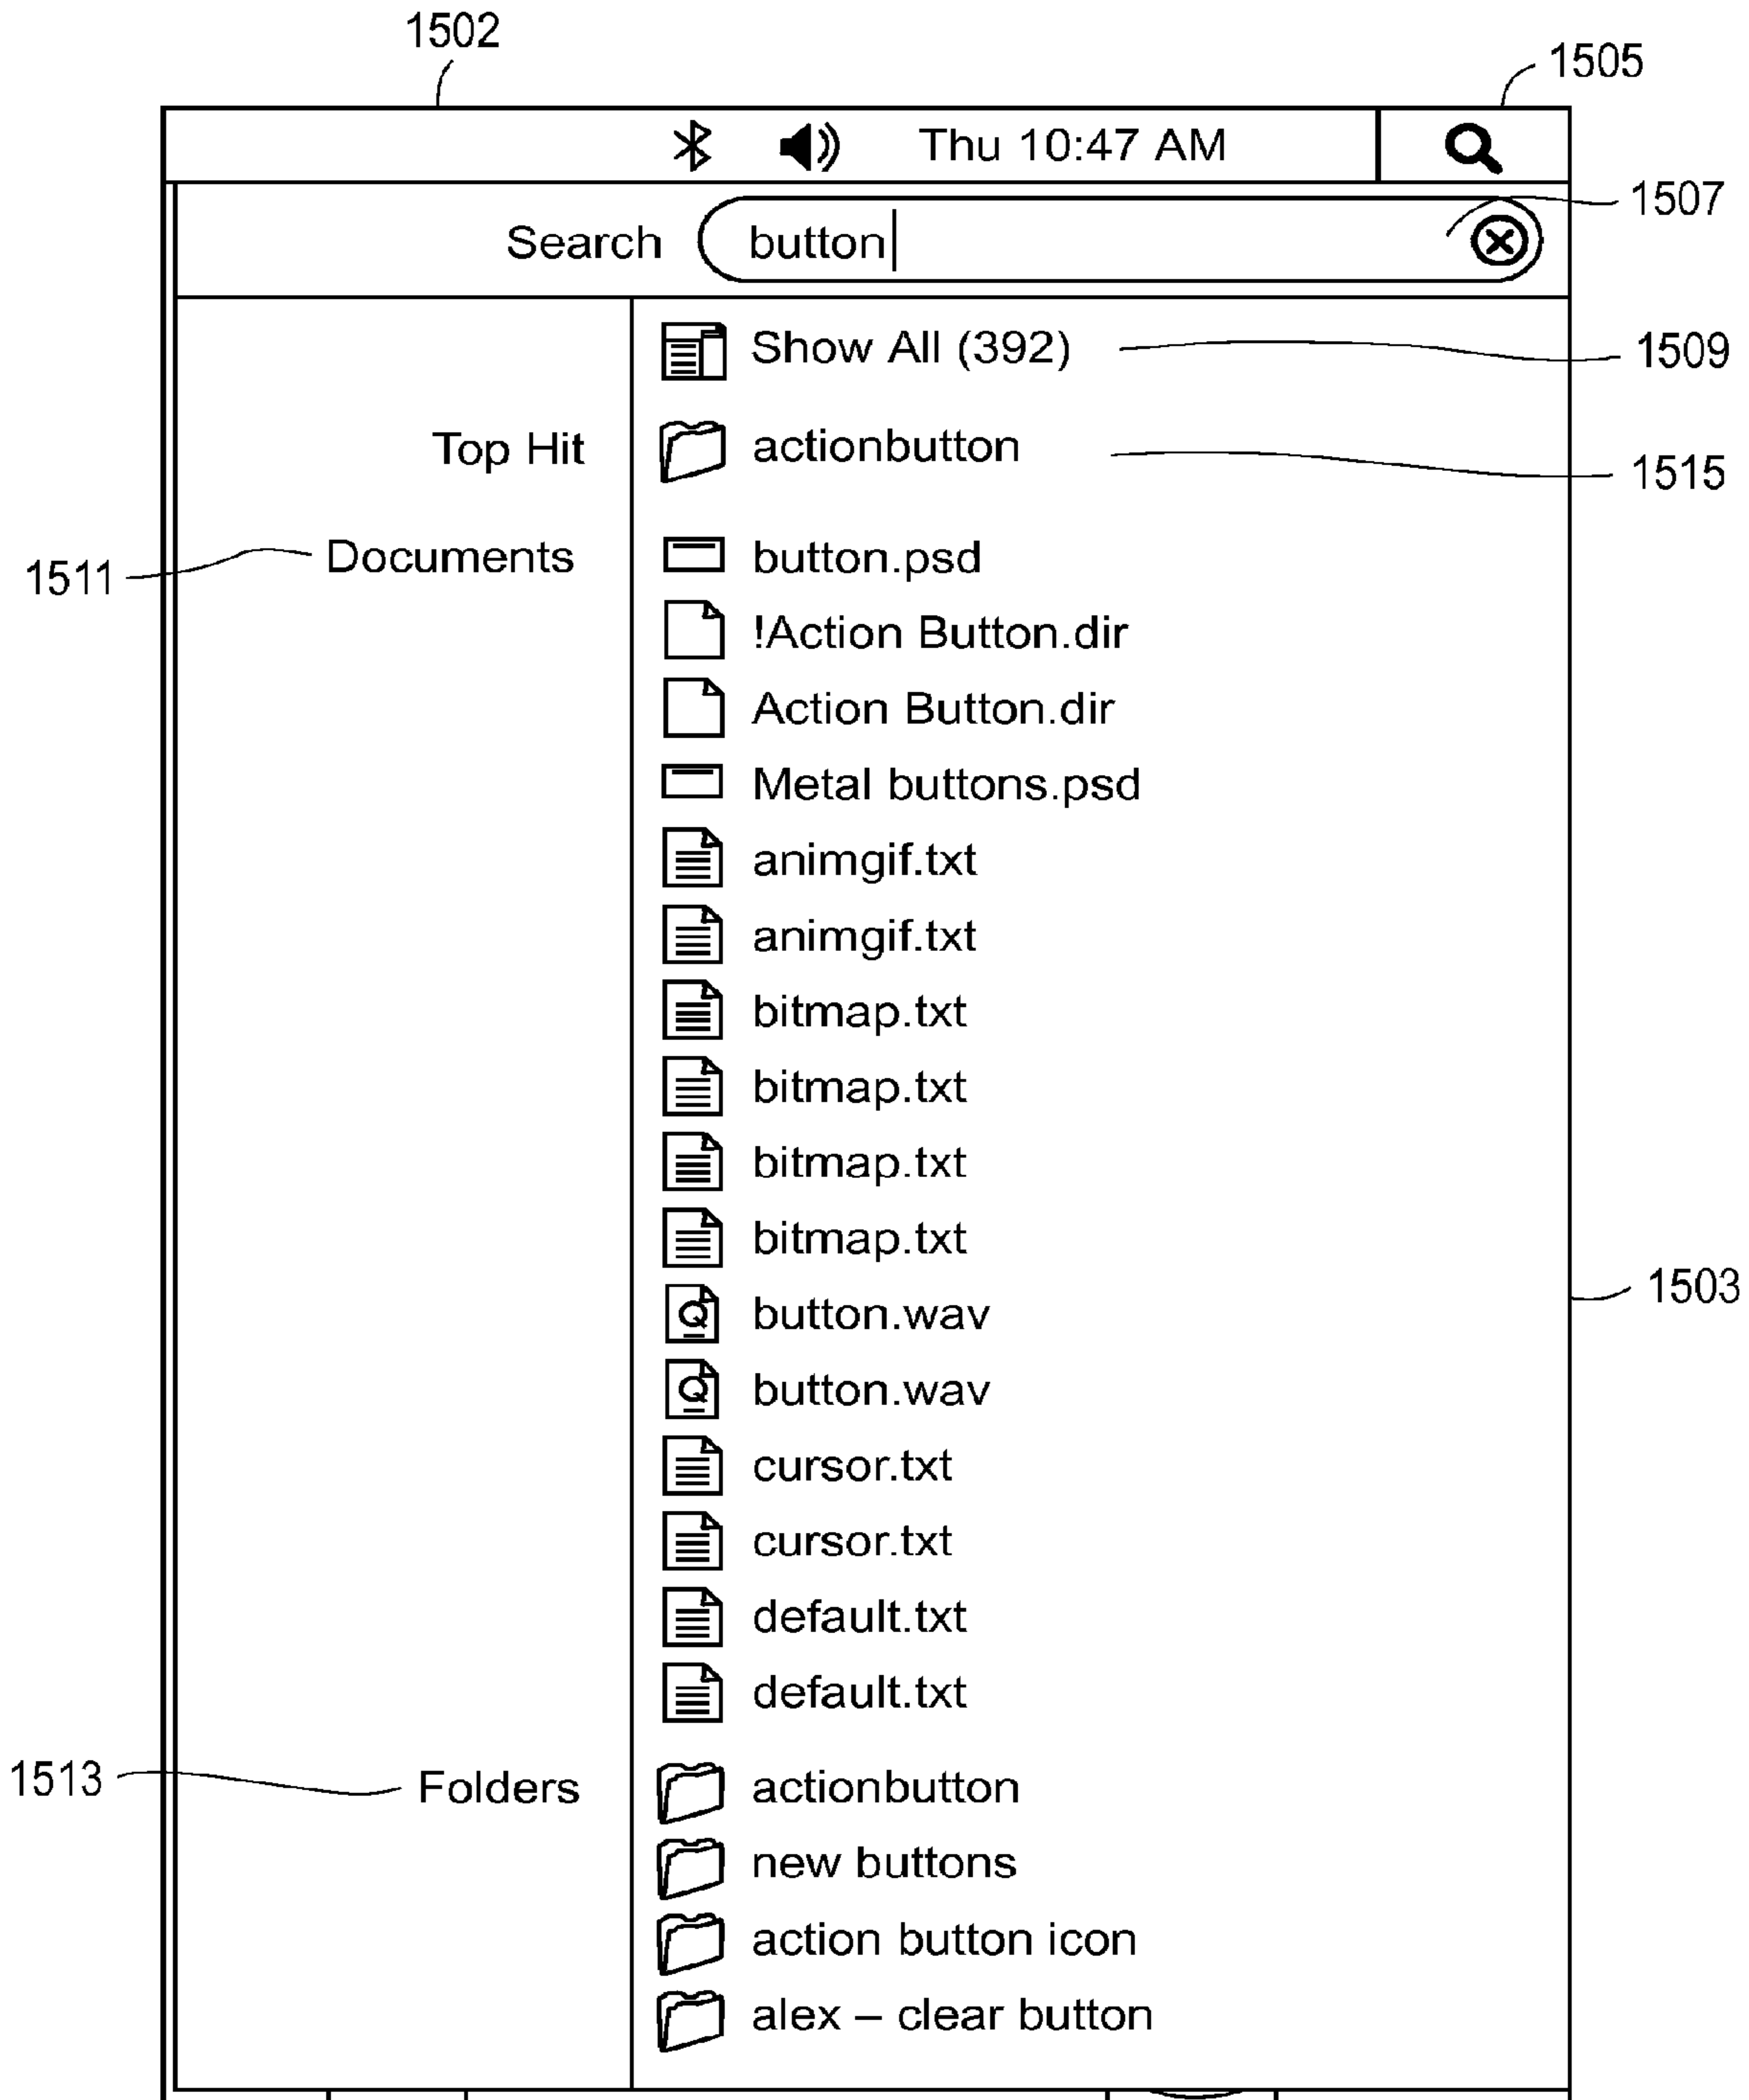 1502
1505
Thu 10:47 AM
1507
Search button
Show All (392)
1509
Top Hit actionbutton
1515
1511
Documents button.psd
!Action Button.dir
Action Button.dir
Metal buttons.psd
animgif.txt
animgif.txt
bitmap.txt
bitmap.txt
bitmap.txt
bitmap.txt
1503
button.wav
button.wav
cursor.txt
cursor.txt
default.txt
default.txt
1513
Folders actionbutton
new buttons
action button icon
alex – clear button